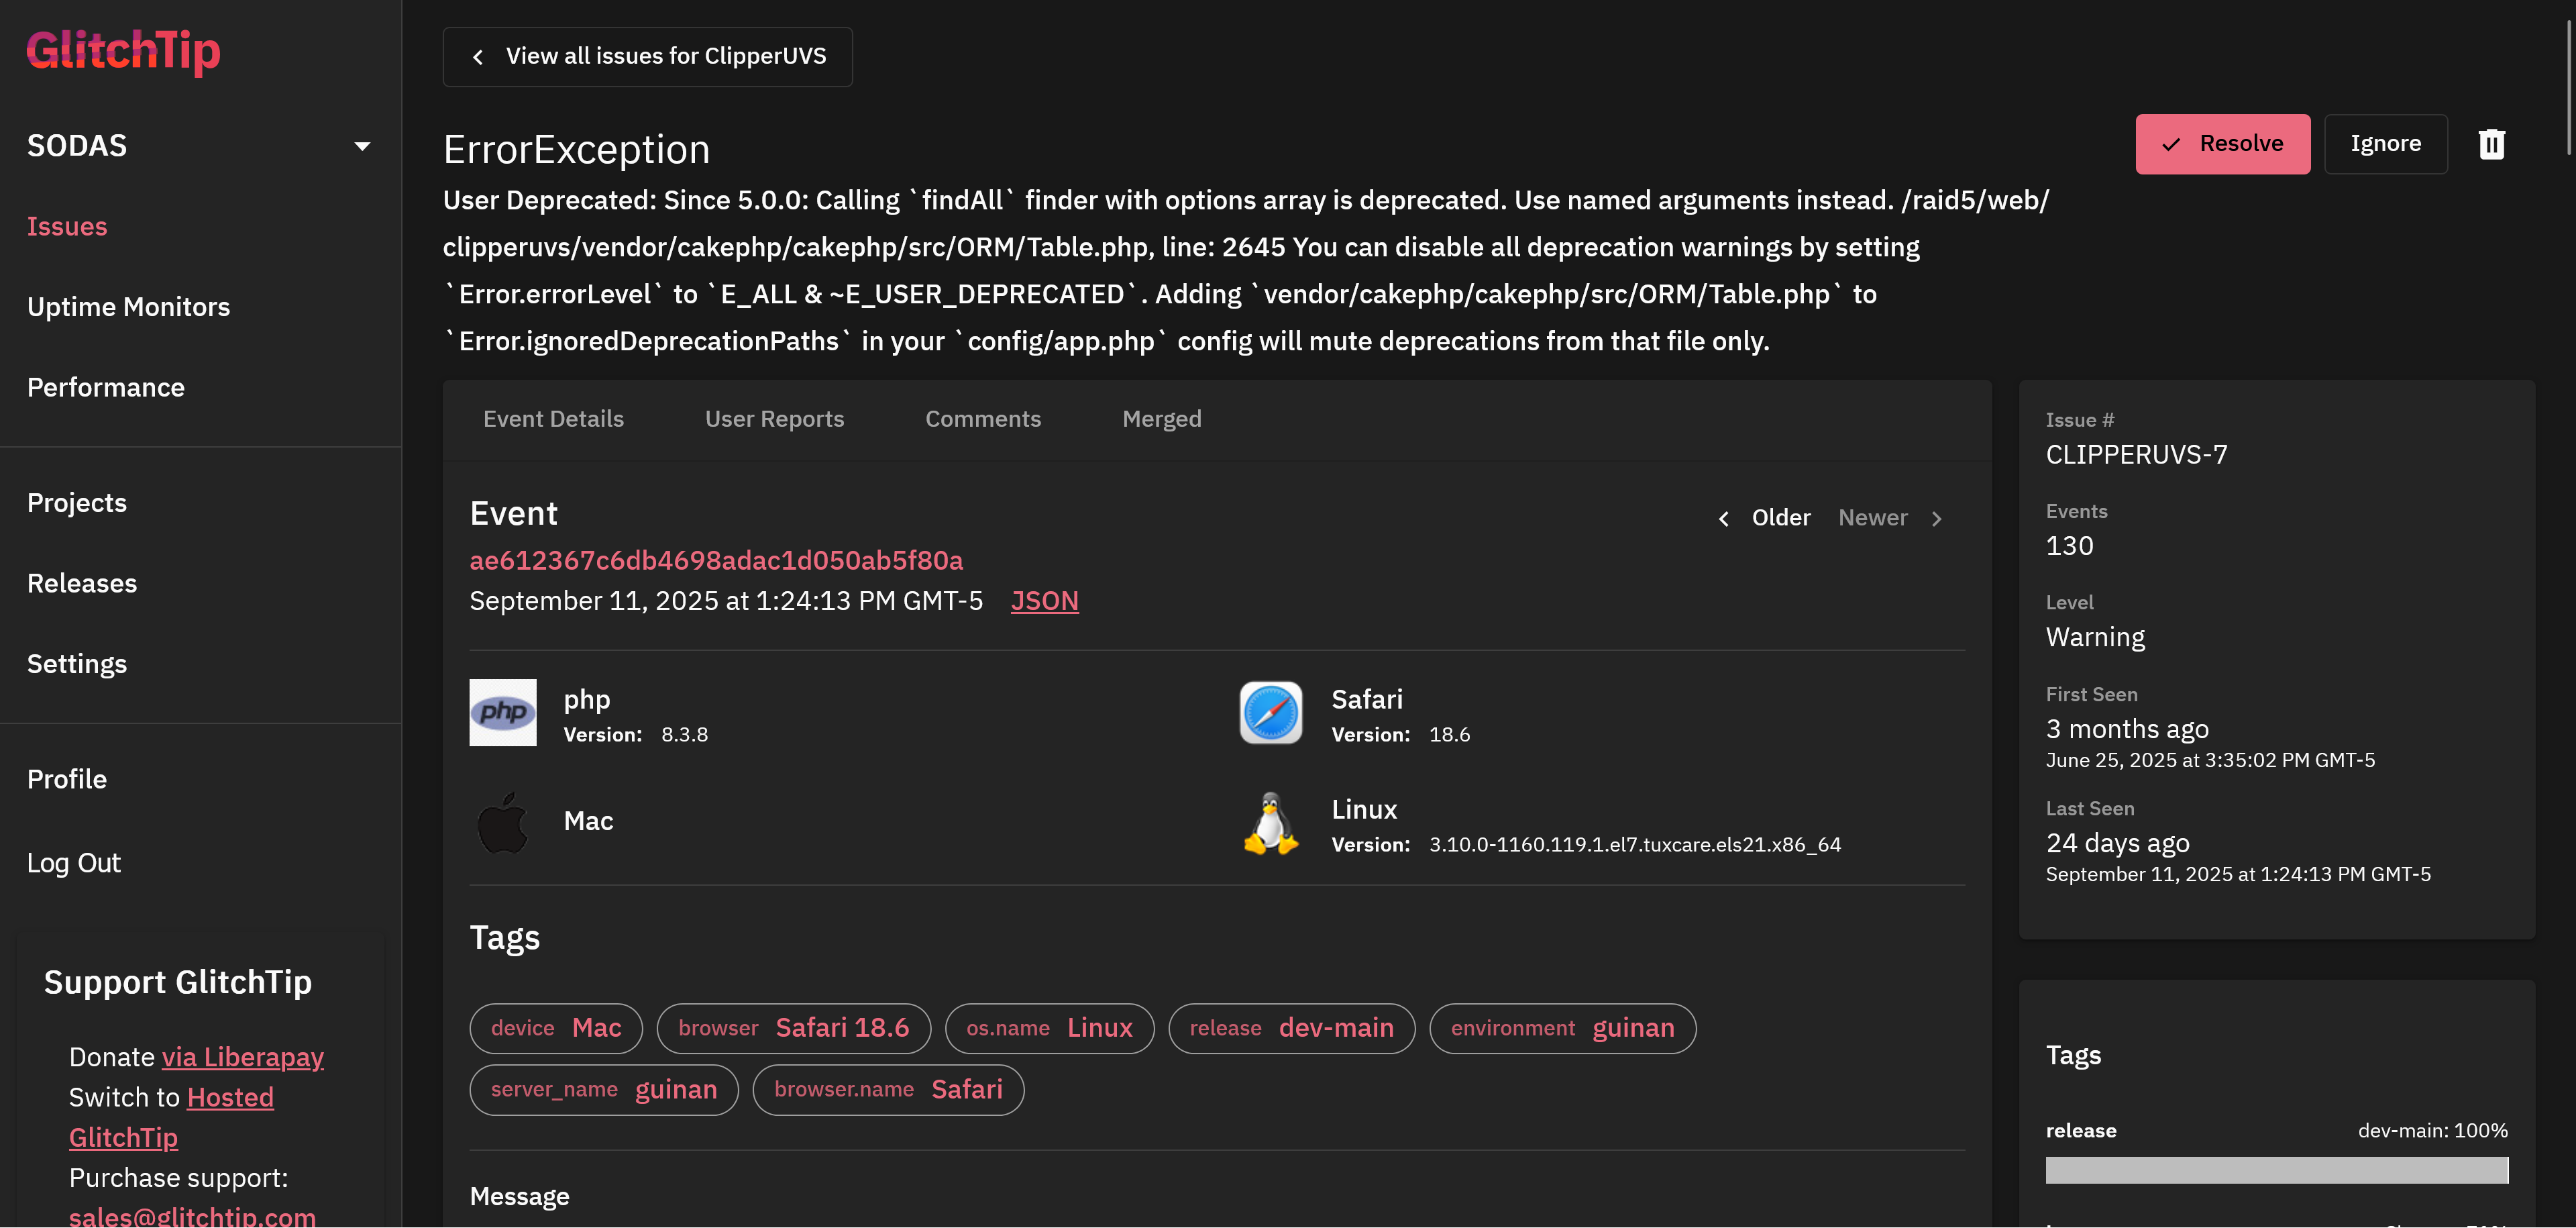 GlitchTip
SODAS
Issues
Uptime Monitors
Performance
Projects
Releases
Settings
Profile
Log Out
Support GlitchTip
Donate via Liberapay
Switch to Hosted
GlitchTip
Purchase support:
sales@glitchtip.com
View all issues for ClipperUVS
ErrorException
Resolve
Ignore
User Deprecated: Since 5.0.0: Calling `findAll` finder with options array is deprecated. Use named arguments instead. /raid5/web/
clipperuvs/vendor/cakephp/cakephp/src/ORM/Table.php, line: 2645 You can disable all deprecation warnings by setting
`Error.errorLevel` to `E_ALL & ~E_USER_DEPRECATED`. Adding `vendor/cakephp/cakephp/src/ORM/Table.php` to
`Error.ignoredDeprecationPaths` in your `config/app.php` config will mute deprecations from that file only.
Event Details User Reports Comments Merged
Event
Older Newer
ae612367c6db4698adac1d050ab5f80a
September 11, 2025 at 1:24:13 PM GMT-5 JSON
php
php
Version: 8.3.8
Safari
Version: 18.6
Mac
Linux
Version: 3.10.0-1160.119.1.el7.tuxcare.els21.x86_64
Tags
device Mac browser Safari 18.6 os.name Linux release dev-main environment guinan
server_name guinan browser.name Safari
Message
Issue #
CLIPPERUVS-7
Events
130
Level
Warning
First Seen
3 months ago
June 25, 2025 at 3:35:02 PM GMT-5
Last Seen
24 days ago
September 11, 2025 at 1:24:13 PM GMT-5
Tags
release dev-main: 100%